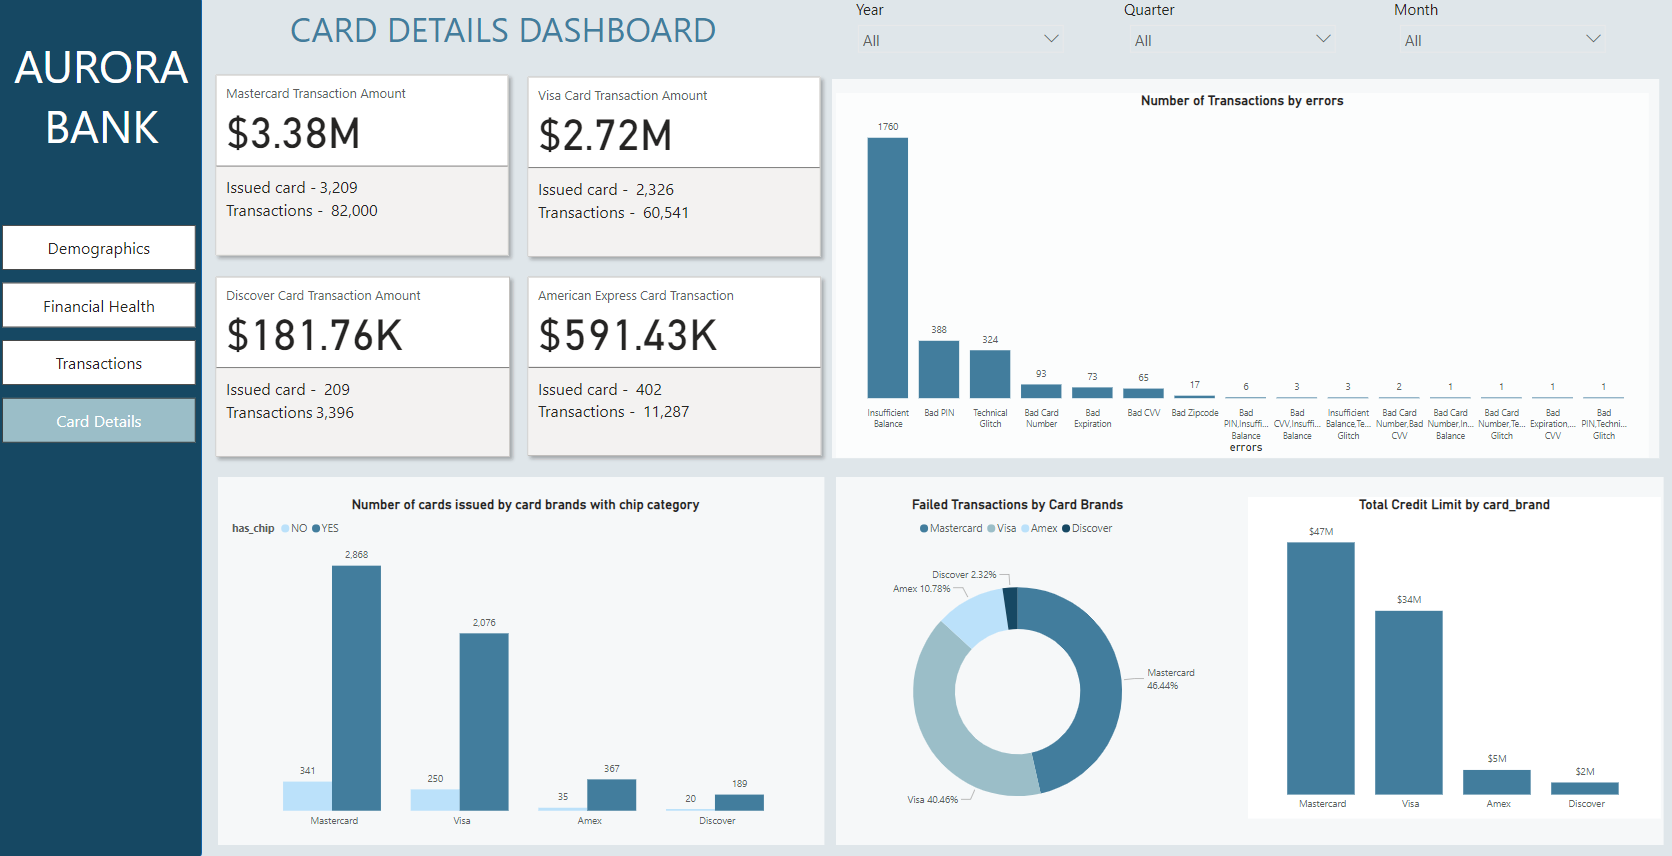 AURORA
BANK
Demographics
Financial Health
Transactions
Card Details
CARD DETAILS DASHBOARD
Year
All
Quarter
All
Month
All
Mastercard Transaction Amount
$3.38M
Issued card - 3,209
Transactions - 82,000
Visa Card Transaction Amount
$2.72M
Issued card - 2,326
Transactions - 60,541
Discover Card Transaction Amount
$181.76K
Issued card - 209
Transactions 3,396
American Express Card Transaction
$591.43K
Issued card - 402
Transactions - 11,287
Number of Transactions by errors
1760
388
324
93
73
65
17
6
3
3
2
1
1
1
1
Insufficient
Balance
Bad PIN
Technical
Glitch
Bad Card
Number
Bad
Expiration
Bad CVV
Bad Zipcode
Bad
PIN,Insuffi...
Balance
Bad
CVV,Insuffi...
Balance
Insufficient
Balance,Te...
Glitch
Bad Card
Number,Bad
CVV
Bad Card
Number,In...
Balance
Bad Card
Number,Te...
Glitch
Bad
Expiration,...
CVV
Bad
PIN,Techni...
Glitch
errors
Number of cards issued by card brands with chip category
has_chip NO YES
341
2,868
250
2,076
35
367
20
189
Mastercard
Visa
Amex
Discover
Failed Transactions by Card Brands
Mastercard Visa Amex Discover
Discover 2.32%
Amex 10.78%
Mastercard
46.44%
Visa 40.46%
Total Credit Limit by card_brand
$47M
$34M
$5M
$2M
Mastercard
Visa
Amex
Discover